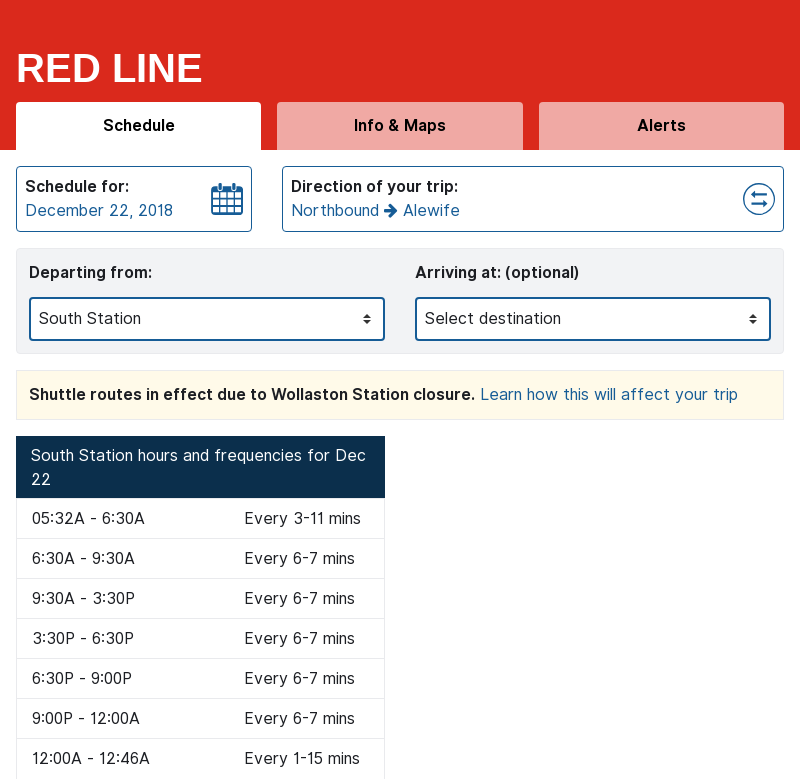 RED LINE
Schedule
Info & Maps
Alerts
Schedule for:
December 22, 2018
Direction of your trip:
Northbound → Alewife
Departing from:
Arriving at: (optional)
South Station
Select destination
Shuttle routes in effect due to Wollaston Station closure. Learn how this will affect your trip
South Station hours and frequencies for Dec
22
05:32A - 6:30A Every 3-11 mins
6:30A - 9:30A Every 6-7 mins
9:30A - 3:30P Every 6-7 mins
3:30P - 6:30P Every 6-7 mins
6:30P - 9:00P Every 6-7 mins
9:00P - 12:00A Every 6-7 mins
12:00A - 12:46A Every 1-15 mins